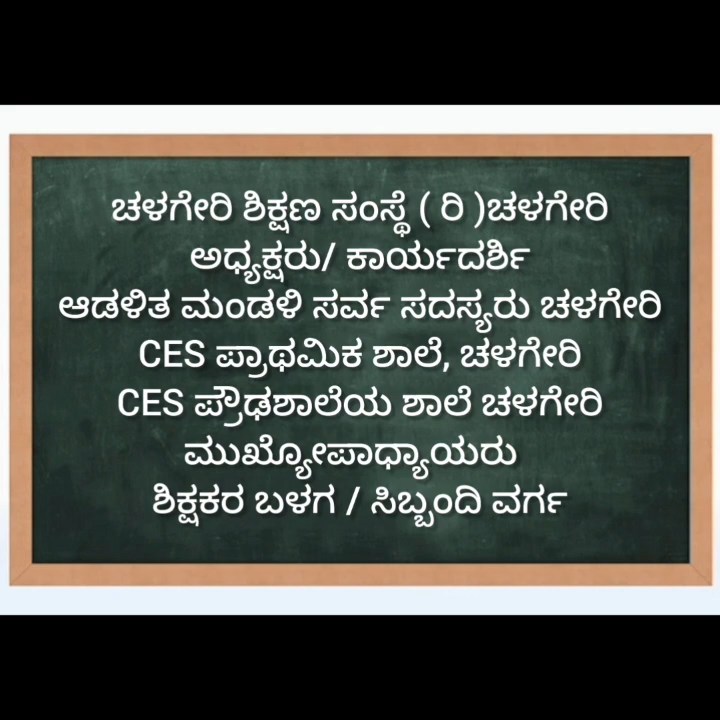 ಚಳಗೇರಿ ಶಿಕ್ಷಣ ಸಂಸ್ಥೆ ( ರಿ )ಚಳಗೇರಿ
ಅಧ್ಯಕ್ಷರು/ ಕಾರ್ಯದರ್ಶಿ
ಆಡಳಿತ ಮಂಡಳಿ ಸರ್ವ ಸದಸ್ಯರು ಚಳಗೇರಿ
CES ಪ್ರಾಥಮಿಕ ಶಾಲೆ, ಚಳಗೇರಿ
CES ಪ್ರೌಢಶಾಲೆಯ ಶಾಲೆ ಚಳಗೇರಿ
ಮುಖ್ಯೋಪಾಧ್ಯಾಯರು
ಶಿಕ್ಷಕರ ಬಳಗ / ಸಿಬ್ಬಂದಿ ವರ್ಗ